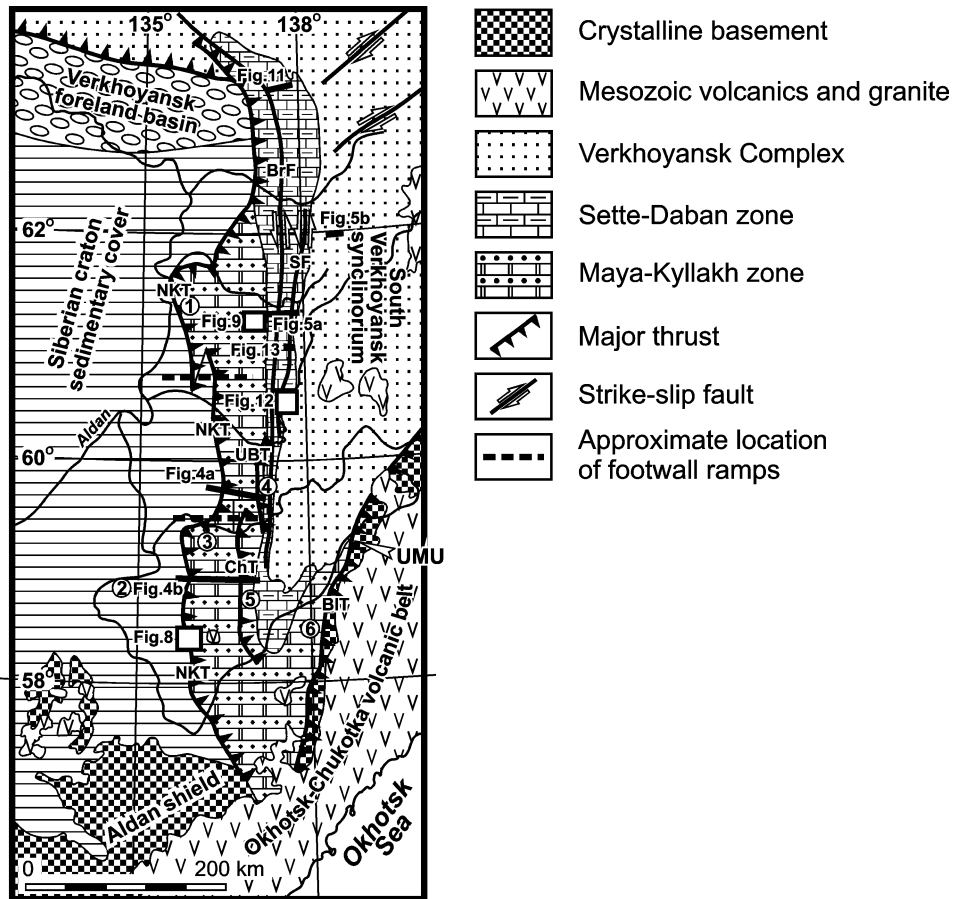 135°
138°
Fig.11
Verkhoyansk
foreland basin
BrF
62°
Fig.5b
SF
Siberian craton
sedimentary cover
South
Verkhoyansk
synclinorium
NKT
1
Fig.9
Fig.5a
Fig.13
Fig.12
Aldan
NKT
60°
UBT
Fig.4a
4
3
UMU
ChT
2
Fig.4b
5
BIT
6
Fig.8
NKT
58°
Okhotsk-Chukotka volcanic belt
Aldan shield
Okhotsk
Sea
0
200 km
Crystalline basement
Mesozoic volcanics and granite
Verkhoyansk Complex
Sette-Daban zone
Maya-Kyllakh zone
Major thrust
Strike-slip fault
Approximate location
of footwall ramps